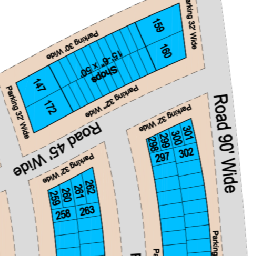 Parking 30' Wide
159
Parking 32' Wide
Shops
15'-6" x 50'
160
147
172
Parking 33' Wide
Parking 32' Wide
Road 90' Wide
Road 45' Wide
Parking 32' Wide
Parking 32' Wide
298
299
300
301
297
302
259
260
261
262
258
263
Parking